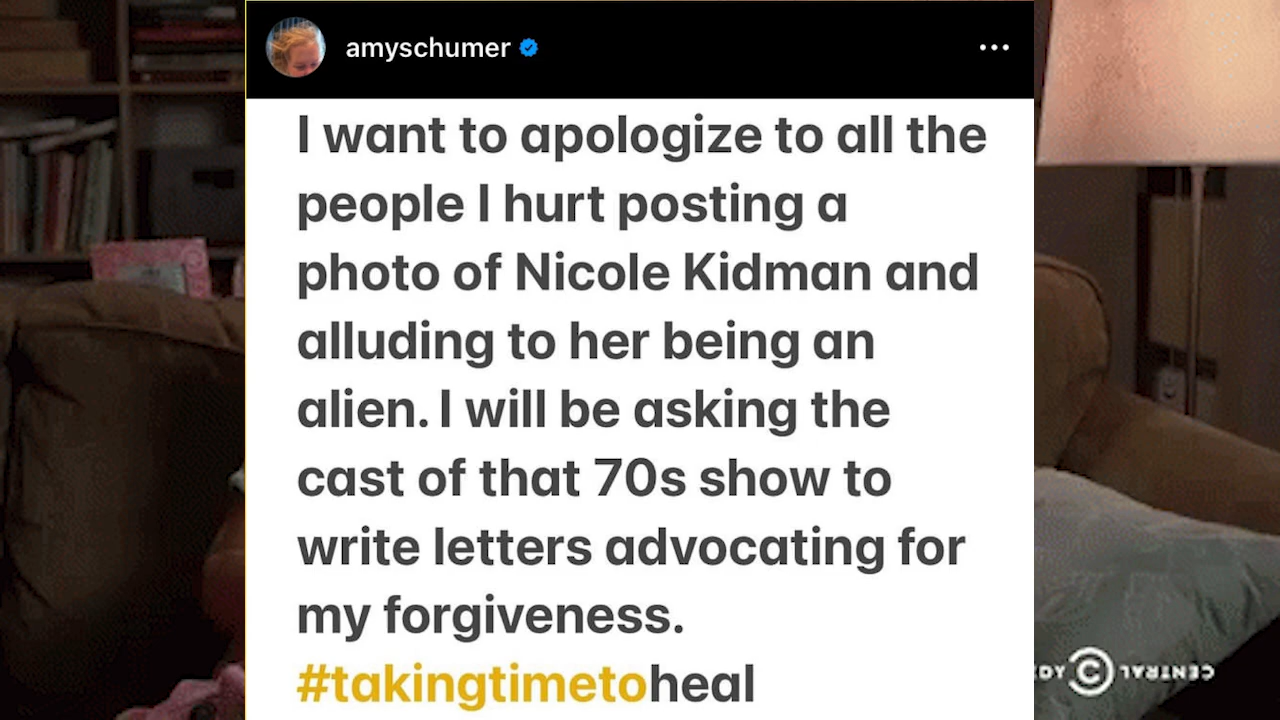 amyschumer
I want to apologize to all the
people I hurt posting a
photo of Nicole Kidman and
alluding to her being an
alien. I will be asking the
cast of that 70s show to
write letters advocating for
my forgiveness.
#takingtimetoheal
CENTRAL